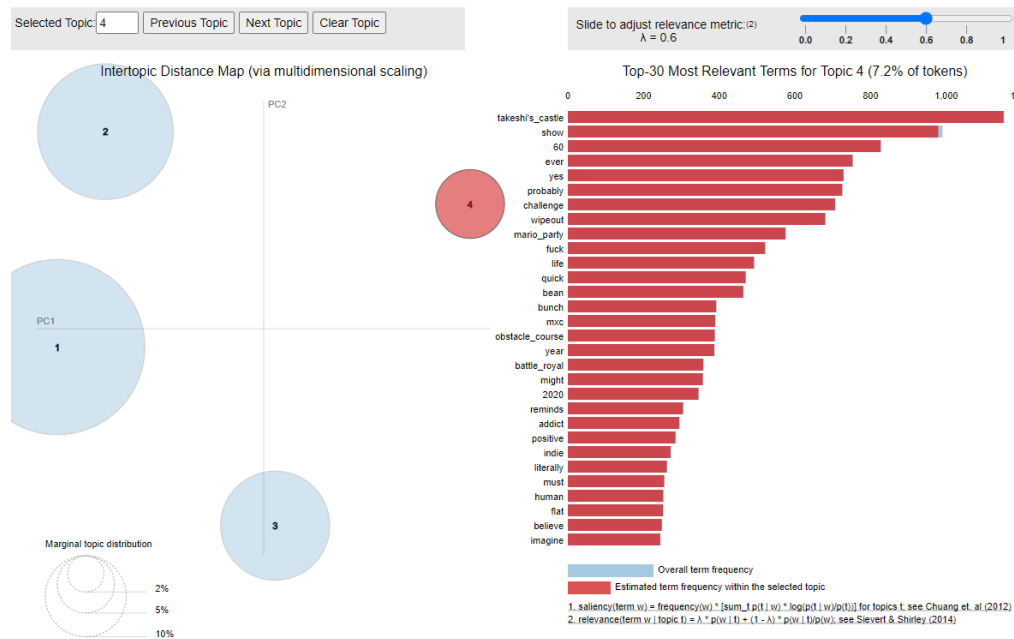 Selected Topic: 4 Previous Topic Next Topic Clear Topic
Slide to adjust relevance metric:(2)
λ = 0.6
0.0 0.2 0.4 0.6 0.8 1
Intertopic Distance Map (via multidimensional scaling)
PC2
2
4
PC1
1
3
Marginal topic distribution
2%
5%
10%
Top-30 Most Relevant Terms for Topic 4 (7.2% of tokens)
0 200 400 600 800 1,000 1
takeshi's_castle
show
60
ever
yes
probably
challenge
wipeout
mario_party
fuck
life
quick
bean
bunch
mxc
obstacle_course
year
battle_royal
might
2020
reminds
addict
positive
indie
literally
must
human
flat
believe
imagine
Overall term frequency
Estimated term frequency within the selected topic
1. saliency(term w) = frequency(w) * [sum_t p(t | w) * log(p(t | w)/p(t))] for topics t; see Chuang et. al (2012)
2. relevance(term w | topic t) = λ * p(w | t) + (1 - λ) * p(w | t)/p(w); see Sievert & Shirley (2014)